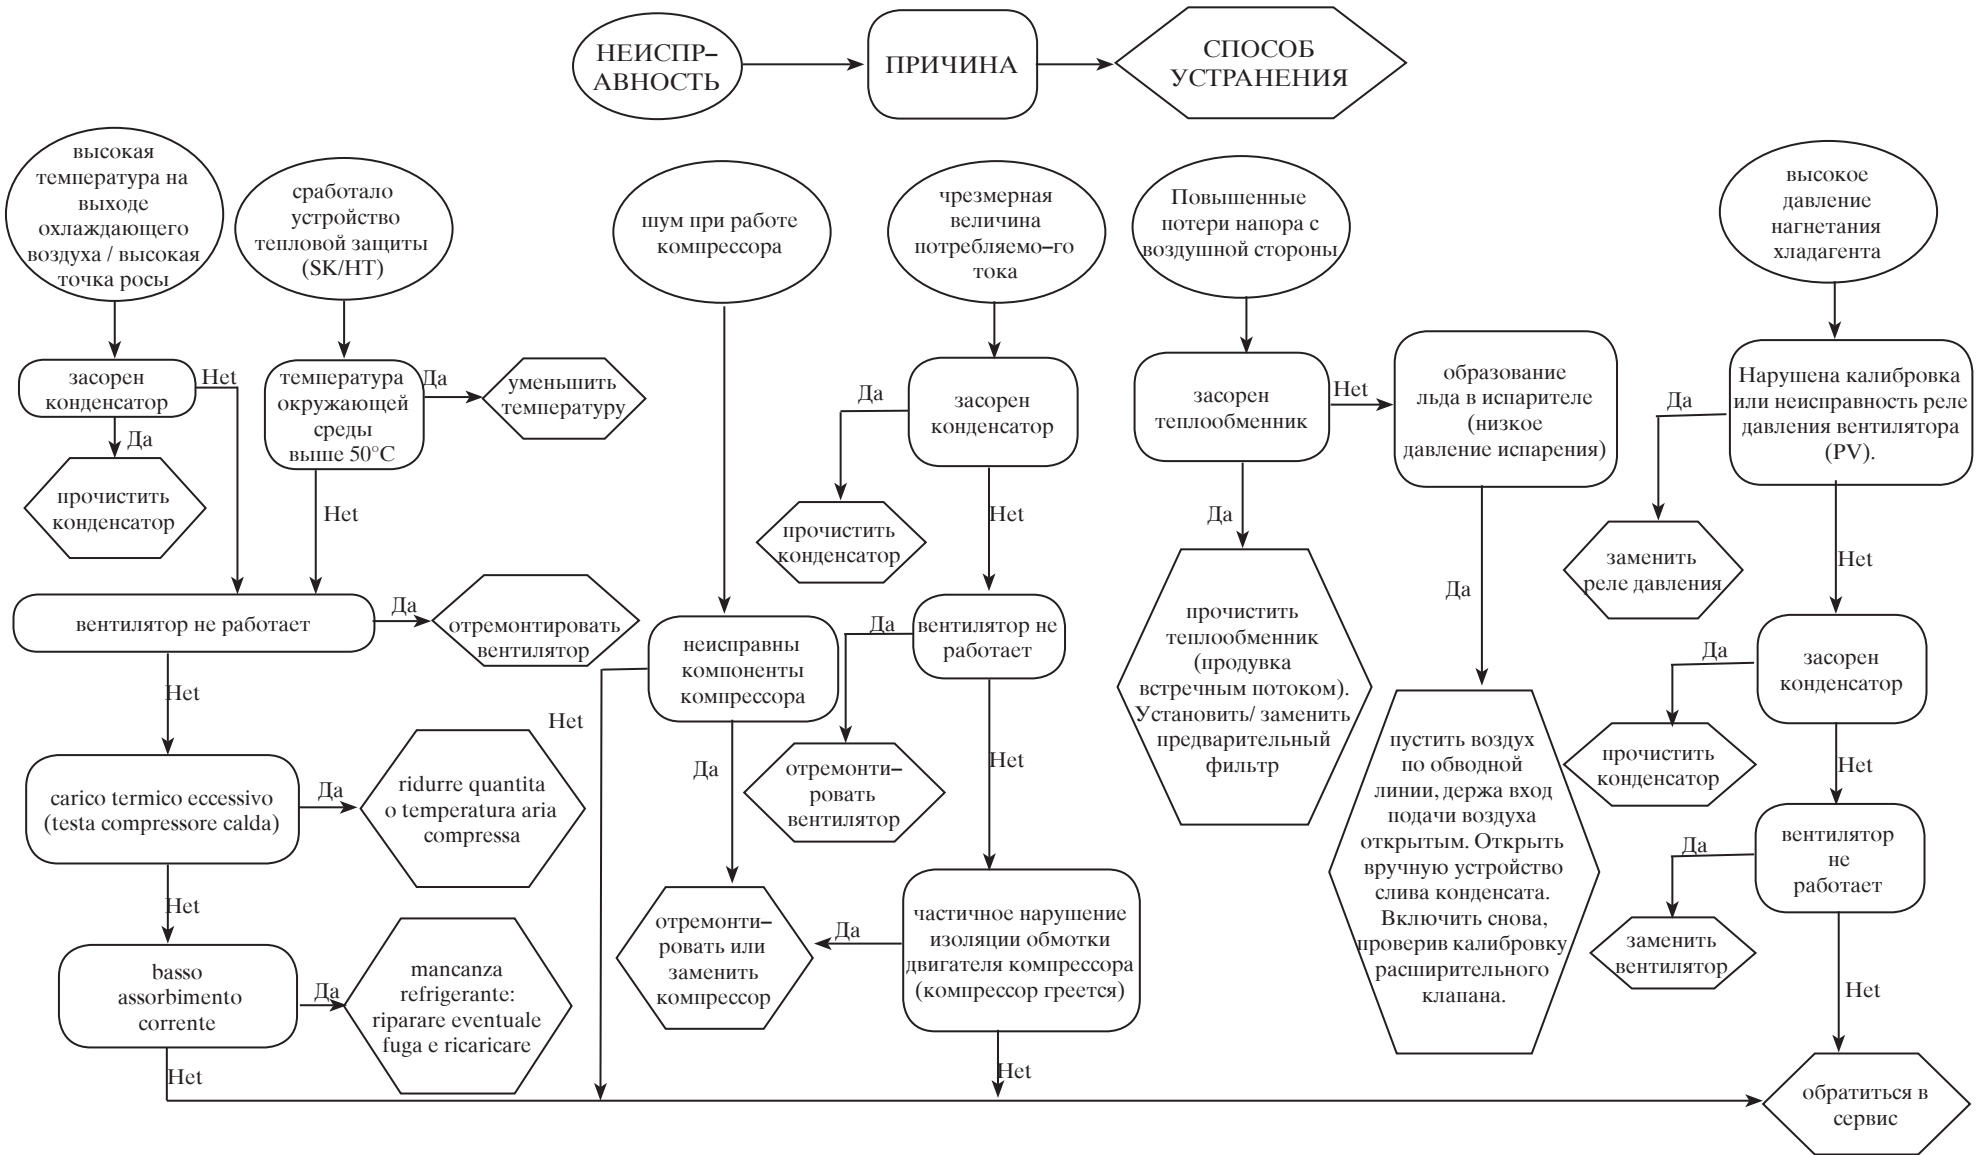 НЕИСПР–
АВНОСТЬ
ПРИЧИНА
СПОСОБ
УСТРАНЕНИЯ
высокая
температура на
выходе
охлаждающего
воздуха / высокая
точка росы
сработало
устройство
тепловой защиты
(SK/HT)
шум при работе
компрессора
чрезмерная
величина
потребляемо–го
тока
Повышенные
потери напора с
воздушной стороны
высокое
давление
нагнетания
хладагента
засорен
конденсатор
Нет
Да
прочистить
конденсатор
температура
окружающей
среды
выше 50°C
Да
уменьшить
температуру
Нет
вентилятор не работает
Да
отремонтировать
вентилятор
Нет
carico termico eccessivo
(testa compressore calda)
Да
ridurre quantita
o temperatura aria
compressa
Нет
basso
assorbimento
corrente
Да
mancanza
refrigerante:
riparare eventuale
fuga e ricaricare
Нет
неисправны
компоненты
компрессора
Нет
Да
отремонти–
ровать или
заменить
компрессор
засорен
конденсатор
Да
прочистить
конденсатор
Нет
вентилятор не
работает
Да
отремонти–
ровать
вентилятор
Нет
частичное нарушение
изоляции обмотки
двигателя компрессора
(компрессор греется)
Да
Нет
засорен
теплообменник
Нет
Да
прочистить
теплообменник
(продувка
встречным потоком).
Установить/ заменить
предварительный
фильтр
образование
льда в испарителе
(низкое
давление испарения)
Да
пустить воздух
по обводной
линии, держа вход
подачи воздуха
открытым. Открыть
вручную устройство
слива конденсата.
Включить снова,
проверив калибровку
расширительного
клапана.
Нарушена калибровка
или неисправность реле
давления вентилятора
(PV).
Да
заменить
реле давления
Нет
засорен
конденсатор
Да
прочистить
конденсатор
Нет
вентилятор
не
работает
Да
заменить
вентилятор
Нет
обратиться в
сервис